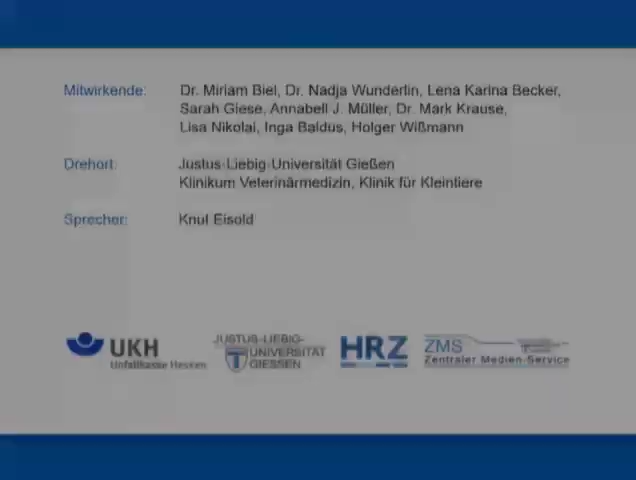 Mitwirkende: Dr. Miriam Biel, Dr. Nadja Wunderlin, Lena Karina Becker,
Sarah Giese, Annabell J. Müller, Dr. Mark Krause,
Lisa Nikolai, Inga Baldus, Holger Wißmann
Drehort: Justus-Liebig-Universität Gießen
Klinikum Veterinärmedizin, Klinik für Kleintiere
Sprecher: Knut Eisold
UKH
Unfallkasse Hessen
JUSTUS-LIEBIG-
UNIVERSITÄT
GIESSEN
HRZ
ZMS
Zentraler Medien-Service